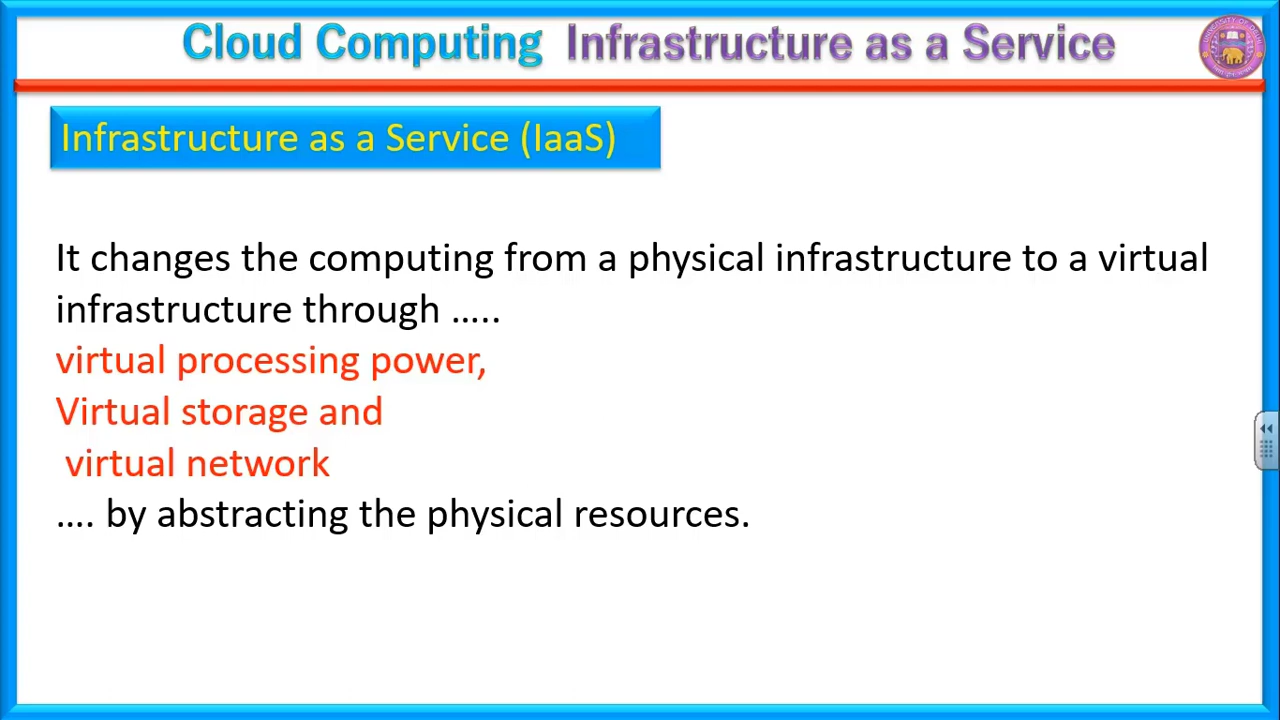 Cloud Computing Infrastructure as a Service
Infrastructure as a Service (IaaS)
It changes the computing from a physical infrastructure to a virtual
infrastructure through …..
virtual processing power,
Virtual storage and
virtual network
…. by abstracting the physical resources.